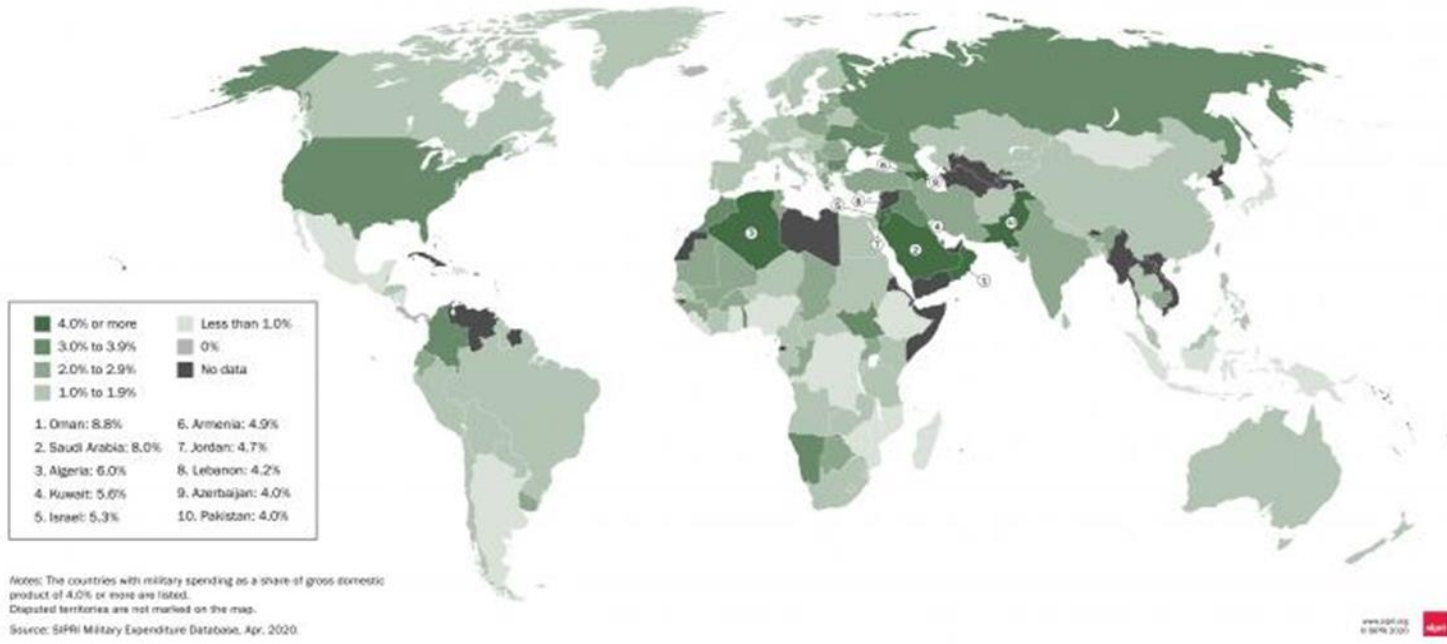 4.0% or more
3.0% to 3.9%
2.0% to 2.9%
1.0% to 1.9%
Less than 1.0%
0%
No data
1. Oman: 8.8%
2. Saudi Arabia: 8.0%
3. Algeria: 6.0%
4. Kuwait: 5.6%
5. Israel: 5.3%
6. Armenia: 4.9%
7. Jordan: 4.7%
8. Lebanon: 4.2%
9. Azerbaijan: 4.0%
10. Pakistan: 4.0%
3
2
7
Notes: The countries with military spending as a share of gross domestic
product of 4.0% or more are listed.
Disputed territories are not marked on the map.
Source: SIPRI Military Expenditure Database, Apr. 2020.
www.sipri.org
© SIPRI 2020
sipri